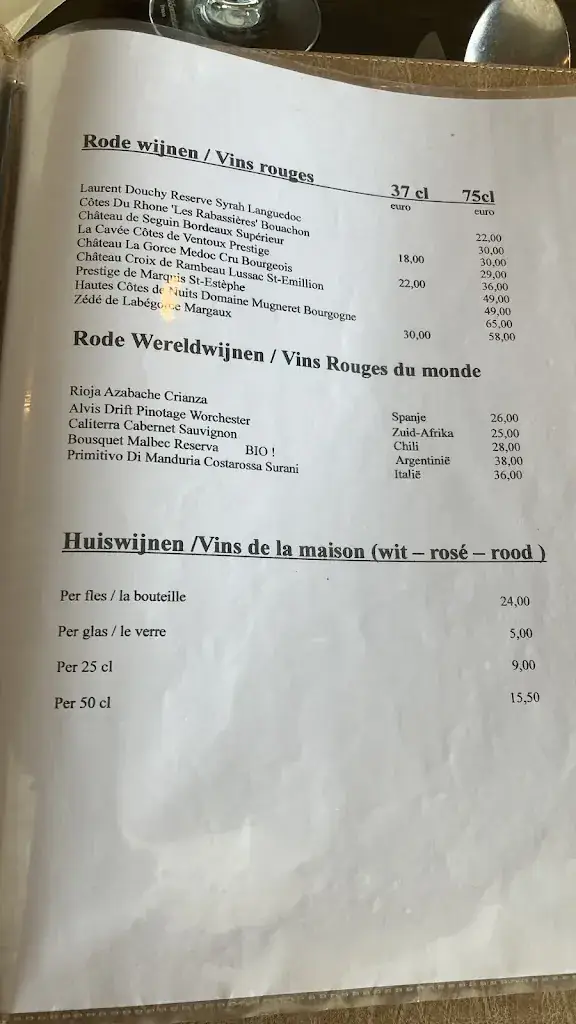 Rode wijnen / Vins rouges 37 cl 75cl
euro euro
Laurent Douchy Reserve Syrah Languedoc 22,00
Côtes Du Rhone 'Les Rabassières' Bouachon 30,00
Château de Seguin Bordeaux Supérieur 18,00 30,00
La Cavée Côtes de Ventoux Prestige 29,00
Château La Gorce Medoc Cru Bourgeois 22,00 36,00
Château Croix de Rambeau Lussac St-Emillion 49,00
Prestige de Marquis St-Estèphe 49,00
Hautes Côtes de Nuits Domaine Mugneret Bourgogne 65,00
Zédé de Labégorce Margaux 30,00 58,00
Rode Wereldwijnen / Vins Rouges du monde
Rioja Azabache Crianza Spanje 26,00
Alvis Drift Pinotage Worchester Zuid-Afrika 25,00
Caliterra Cabernet Sauvignon Chili 28,00
Bousquet Malbec Reserva BIO ! Argentinië 38,00
Primitivo Di Manduria Costarossa Surani Italië 36,00
Huiswijnen /Vins de la maison (wit – rosé – rood )
Per fles / la bouteille 24,00
Per glas / le verre 5,00
Per 25 cl 9,00
Per 50 cl 15,50